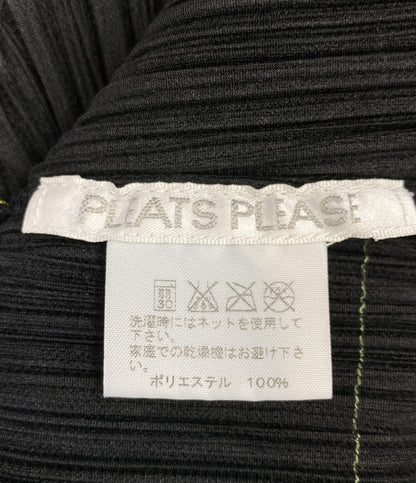 PLEATS PLEASE
洗濯時にはネットを使用して
下さい。
家庭での乾燥機はお避け下さ
い。
ポリエステル 100%